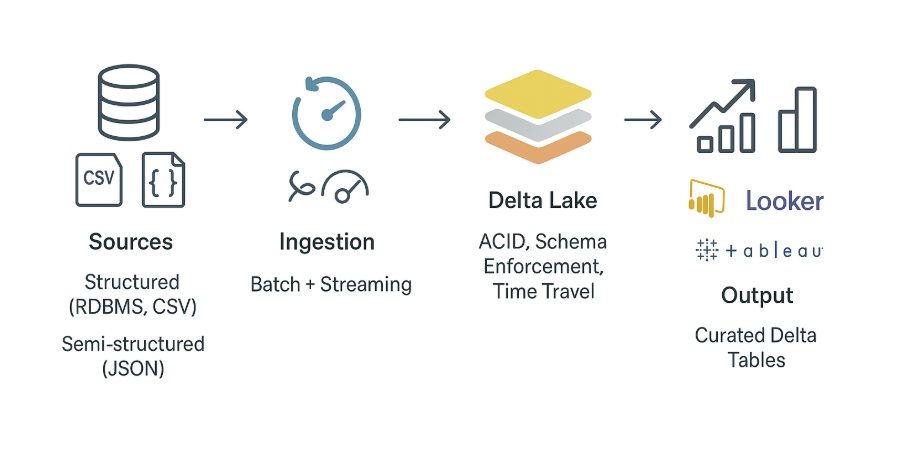 CSV
{ }
Sources
Structured
(RDBMS, CSV)
Semi-structured
(JSON)
Ingestion
Batch + Streaming
Delta Lake
ACID, Schema
Enforcement,
Time Travel
Looker
+ableau
Output
Curated Delta
Tables